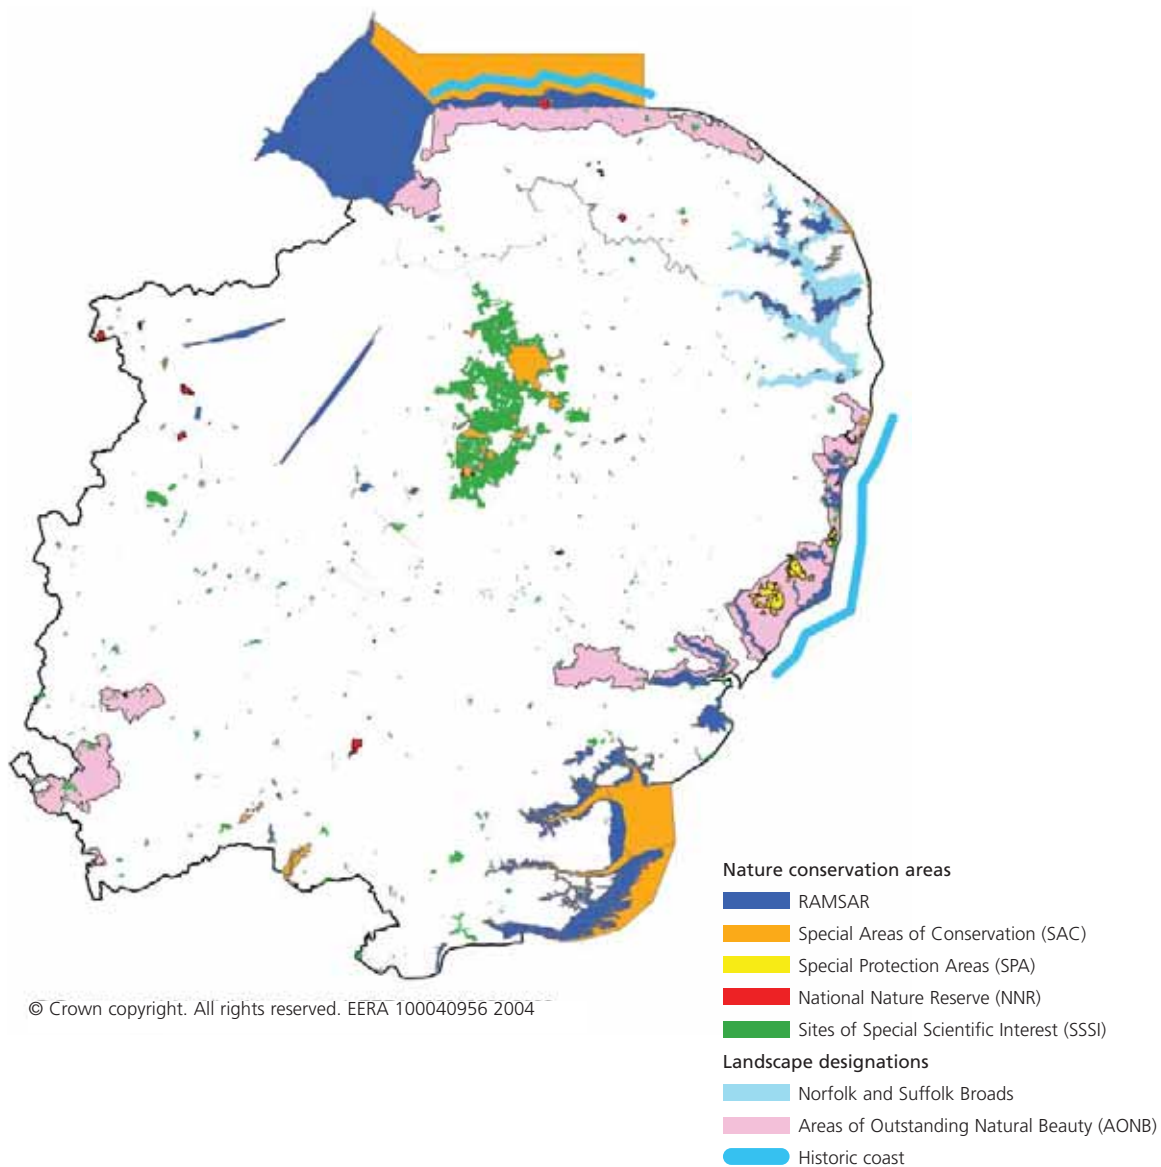 © Crown copyright. All rights reserved. EERA 100040956 2004
Nature conservation areas
RAMSAR
Special Areas of Conservation (SAC)
Special Protection Areas (SPA)
National Nature Reserve (NNR)
Sites of Special Scientific Interest (SSSI)
Landscape designations
Norfolk and Suffolk Broads
Areas of Outstanding Natural Beauty (AONB)
Historic coast